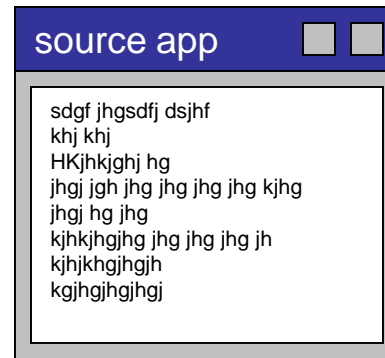 source app
sdgf jhgsdfj dsjhf
khj khj
HKjhkjghj hg
jhgj jgh jhg jhg jhg jhg kjhg
jhgj hg jhg
kjhkjhgjhg jhg jhg jhg jh
kjhjkhgjhgjh
kgjhgjhgjhgj